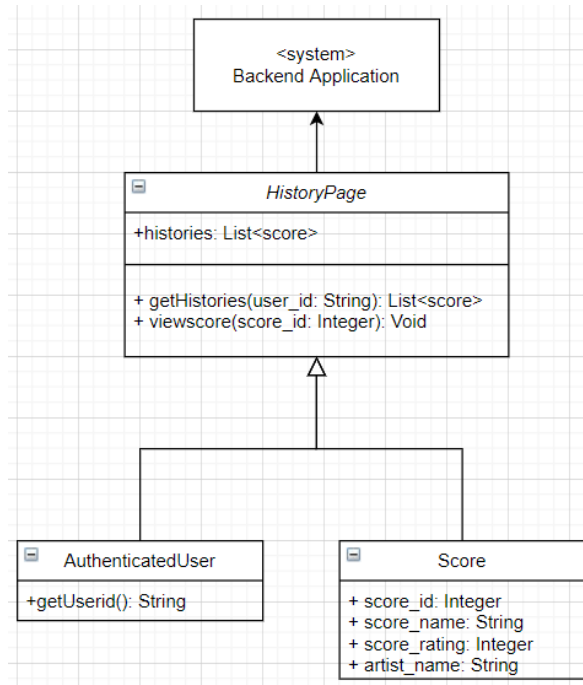 <system>
Backend Application
HistoryPage
+histories: List<score>
+ getHistories(user_id: String): List<score>
+ viewscore(score_id: Integer): Void
AuthenticatedUser
+getUserid(): String
Score
+ score_id: Integer
+ score_name: String
+ score_rating: Integer
+ artist_name: String